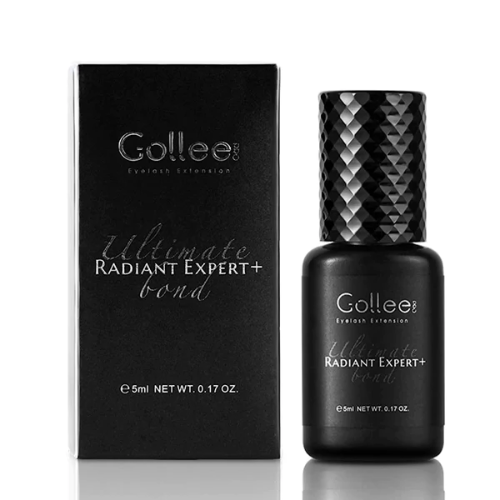 Gollee
Eyelash Extension
Ultimate
RADIANT EXPERT+
bond
℮5ml NET WT. 0.17 OZ.
Gollee
Eyelash Extension
Ultimate
RADIANT EXPERT+
bond
℮5ml NET WT. 0.17 OZ.